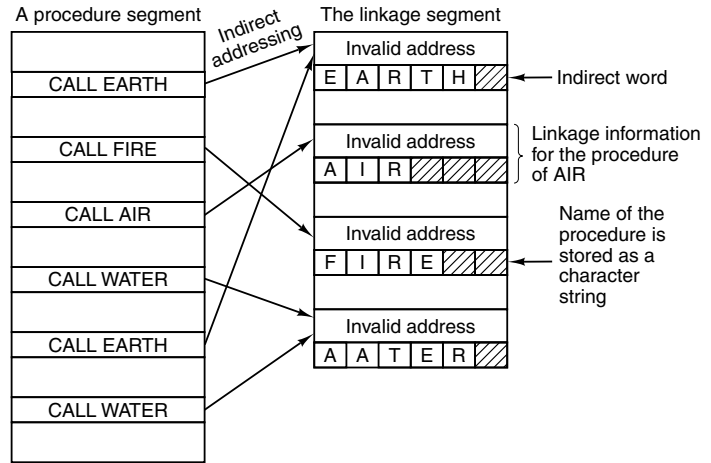 A procedure segment
The linkage segment
Indirect
addressing
CALL EARTH
CALL FIRE
CALL AIR
CALL WATER
CALL EARTH
CALL WATER
Invalid address
E A R T H
Invalid address
A I R
Invalid address
F I R E
Invalid address
A A T E R
Indirect word
Linkage information
for the procedure
of AIR
Name of the
procedure is
stored as a
character
string